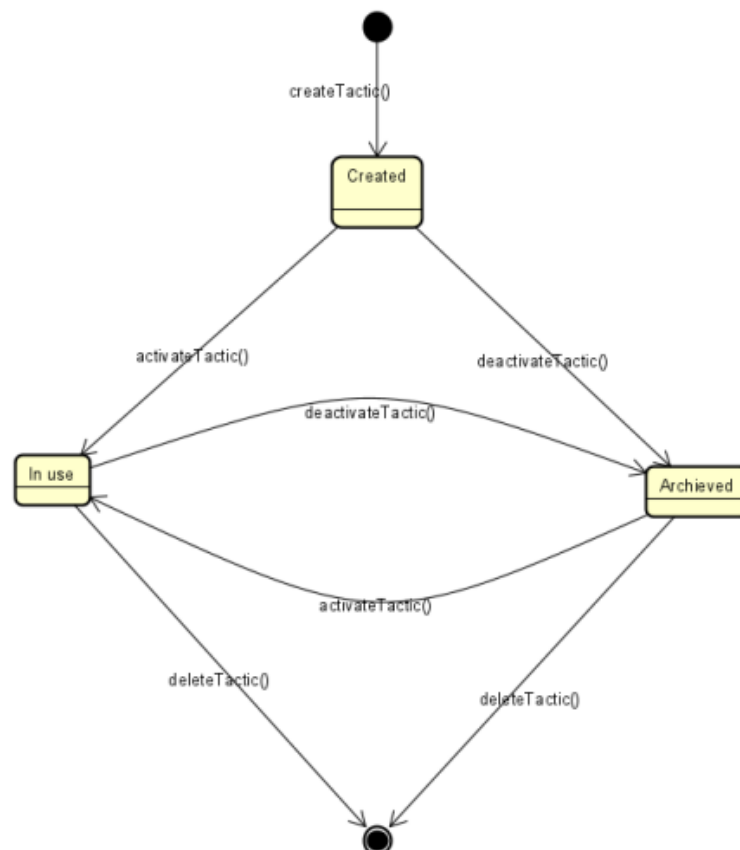 createTactic()
Created
activateTactic()
deactivateTactic()
deactivateTactic()
In use
Archieved
activateTactic()
deleteTactic()
deleteTactic()